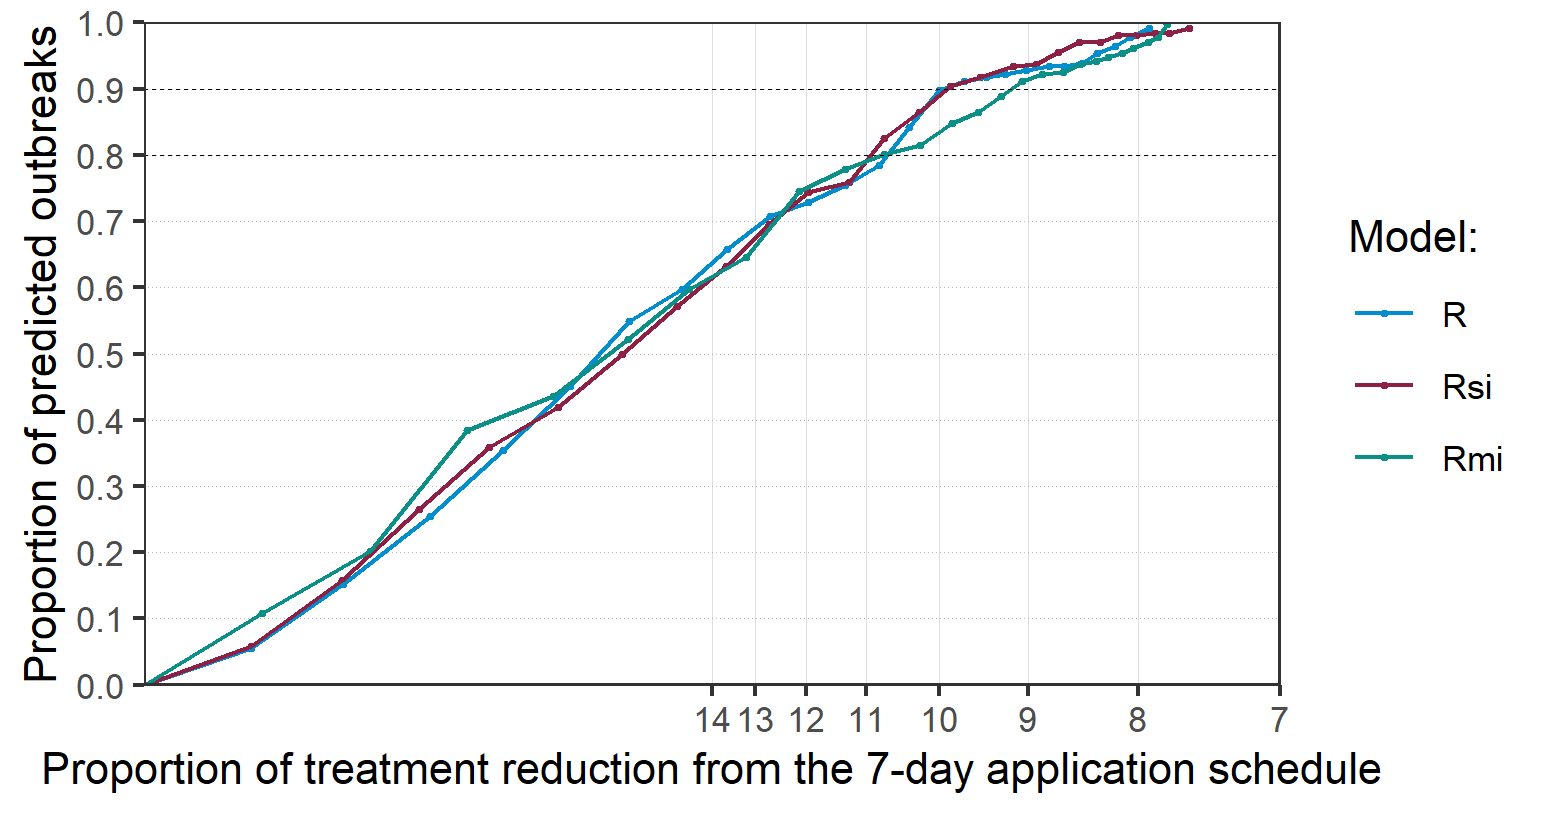 Proportion of predicted outbreaks
1.0
0.9
0.8
0.7
0.6
0.5
0.4
0.3
0.2
0.1
0.0
14 13 12 11 10 9 8 7
Proportion of treatment reduction from the 7-day application schedule
Model:
R
Rsi
Rmi